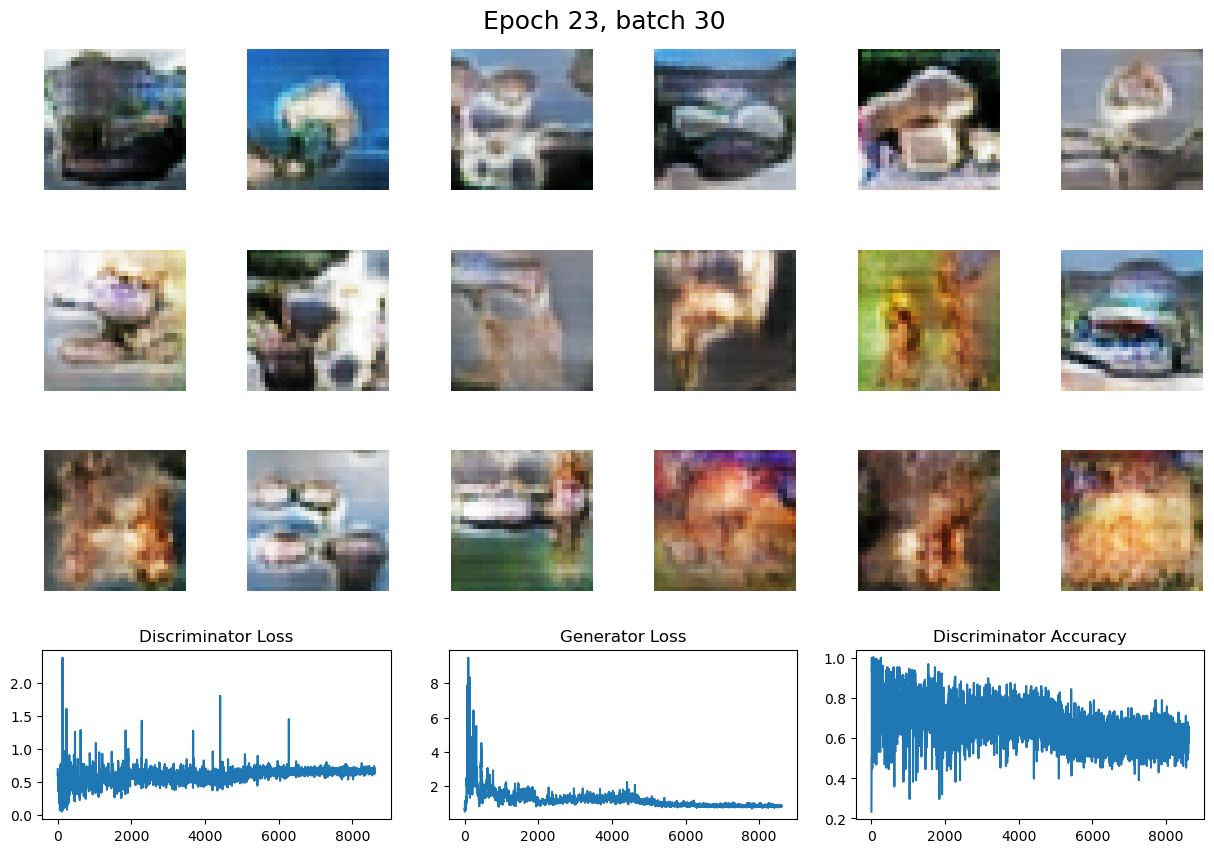 Epoch 23, batch 30
Discriminator Loss
Generator Loss
Discriminator Accuracy
2.0
1.5
1.0
0.5
0.0
0 2000 4000 6000 8000
8
6
4
2
0 2000 4000 6000 8000
1.0
0.8
0.6
0.4
0.2
0 2000 4000 6000 8000